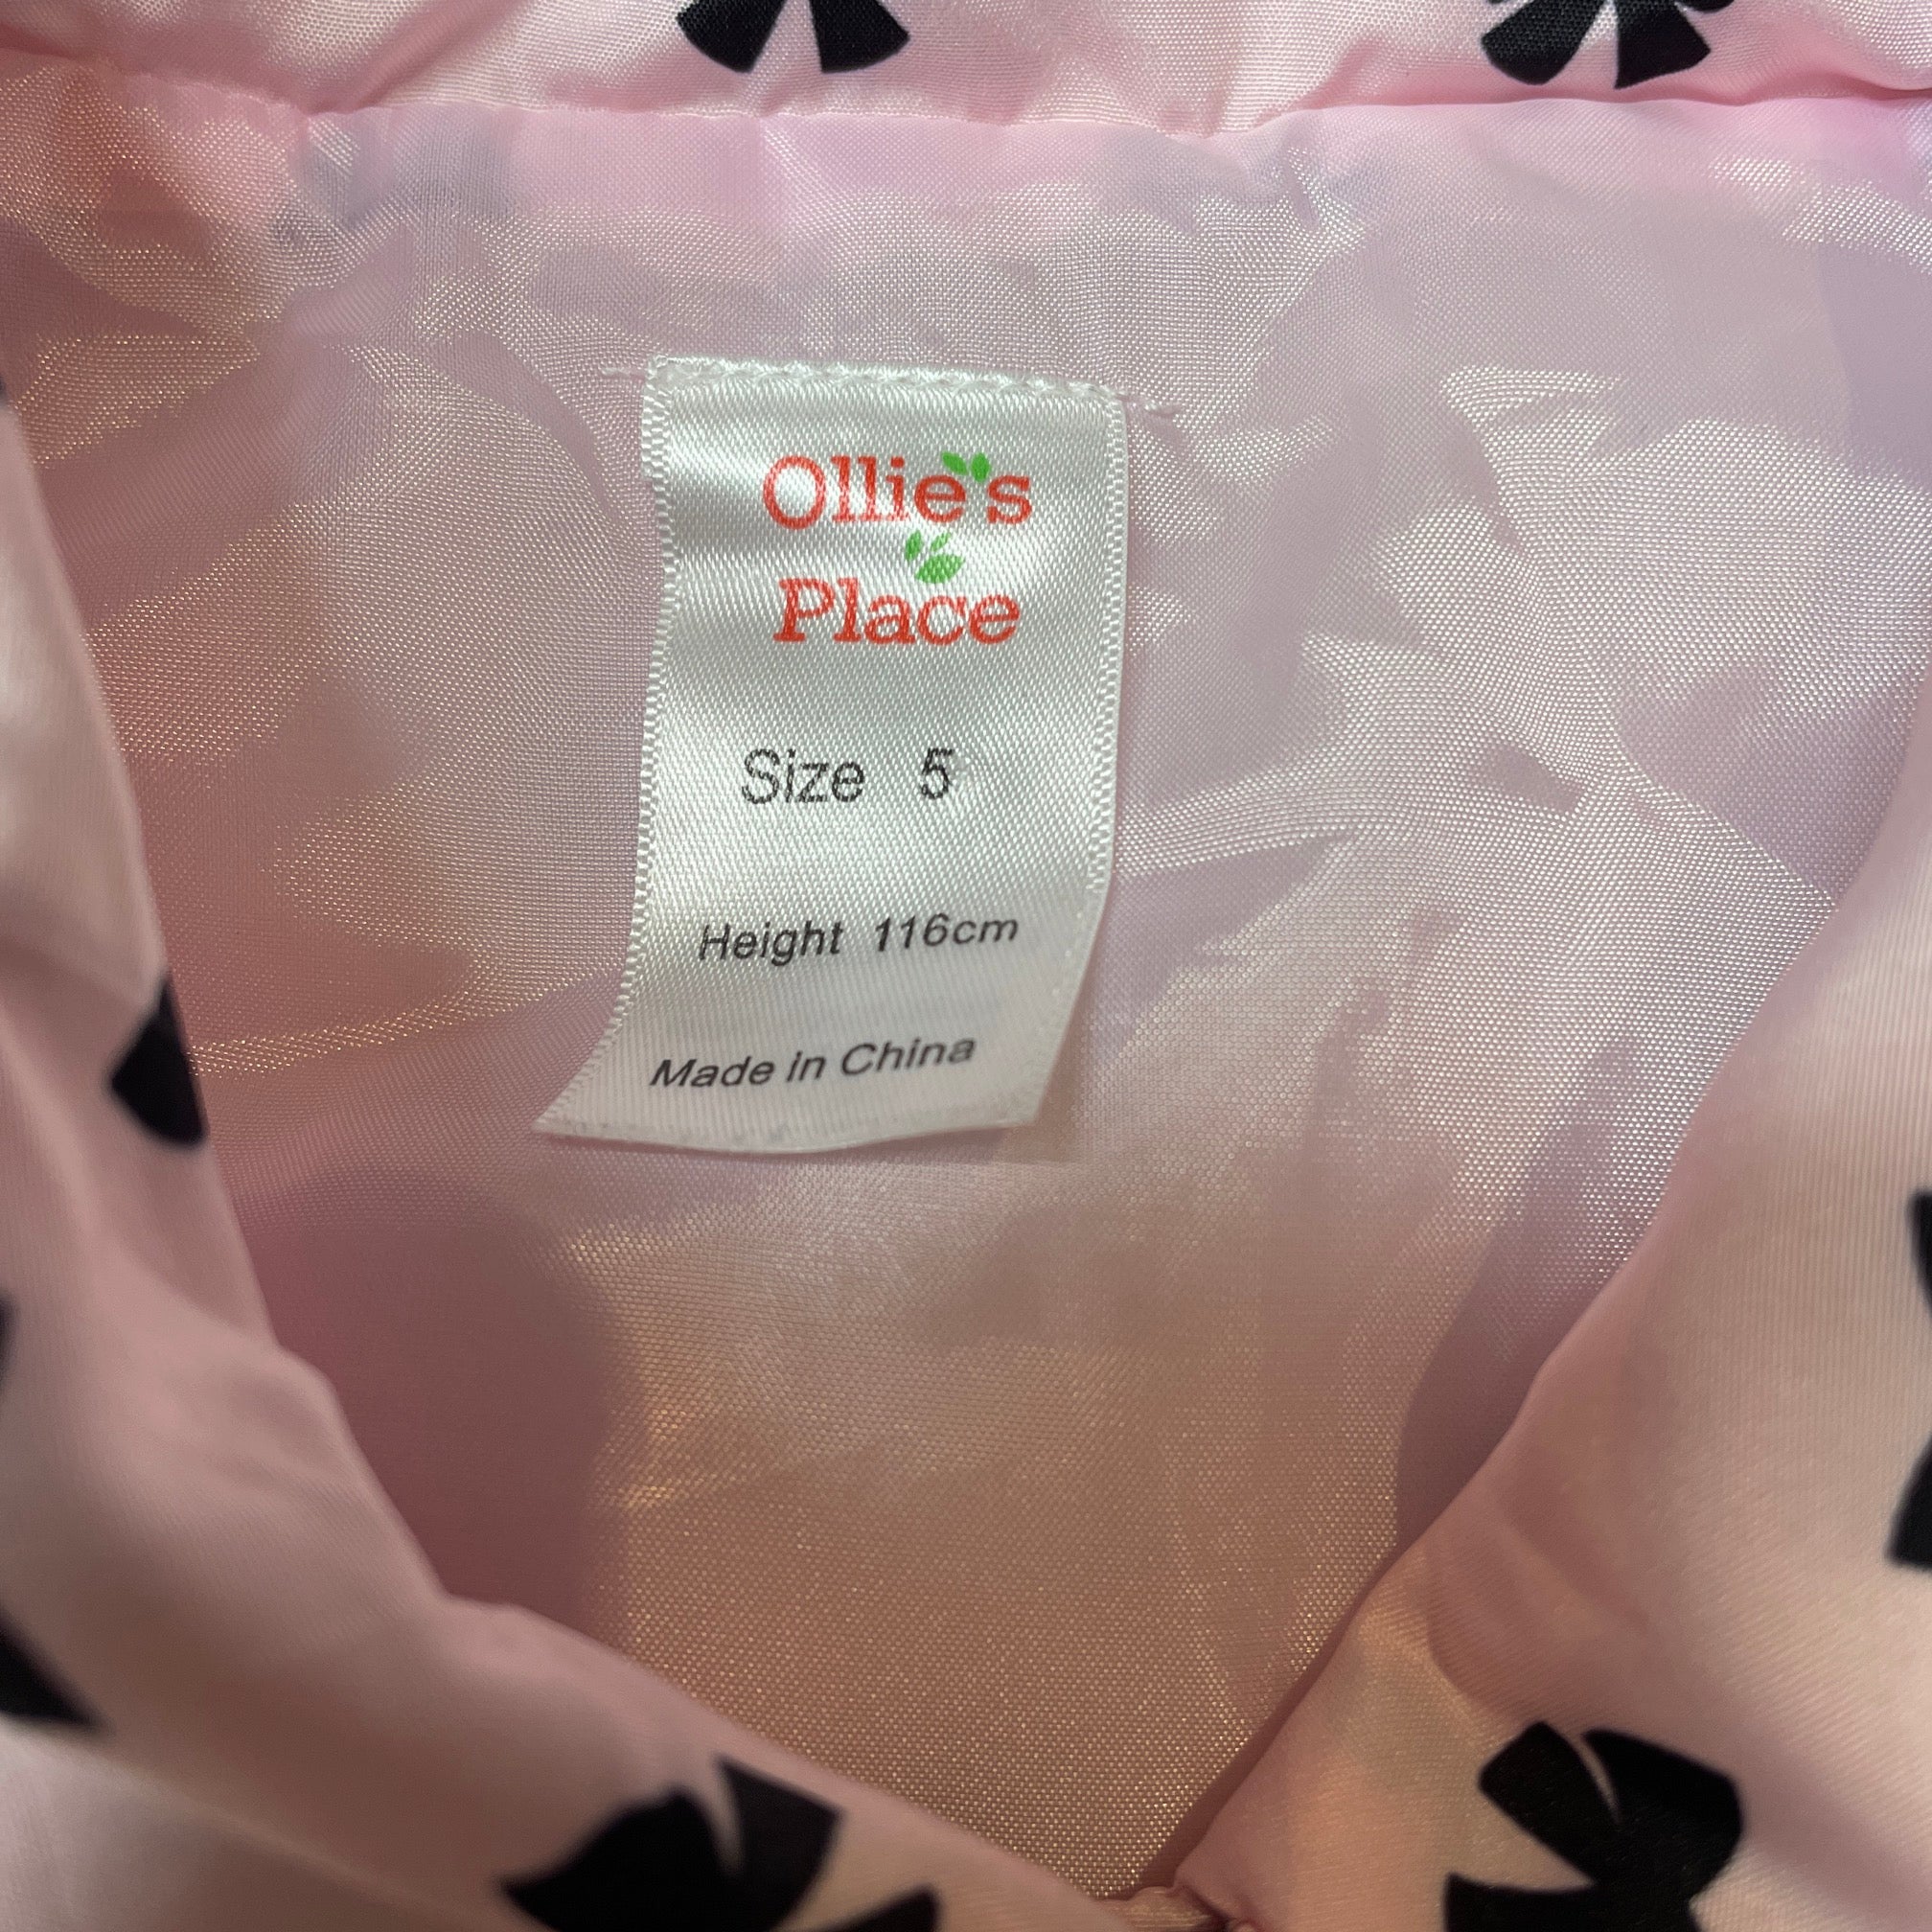 Ollie's
Place
Size 5
Height 116cm
Made in China